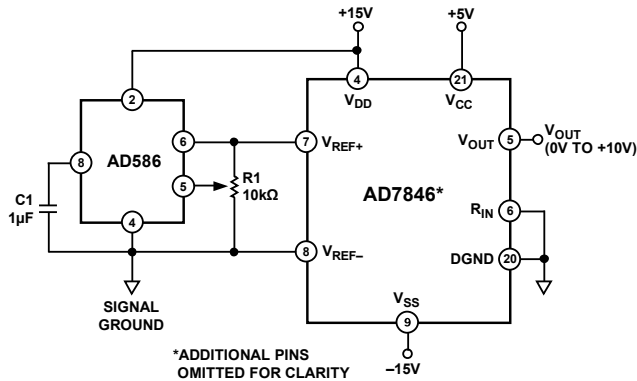 +15V
+5V
2
4
21
V_DD
V_CC
8
AD586
6
5
4
R1
10kΩ
C1
1µF
7
V_REF+
AD7846*
V_OUT
5
V_OUT
(0V TO +10V)
R_IN
6
8
V_REF–
DGND
20
V_SS
9
–15V
SIGNAL
GROUND
*ADDITIONAL PINS
OMITTED FOR CLARITY